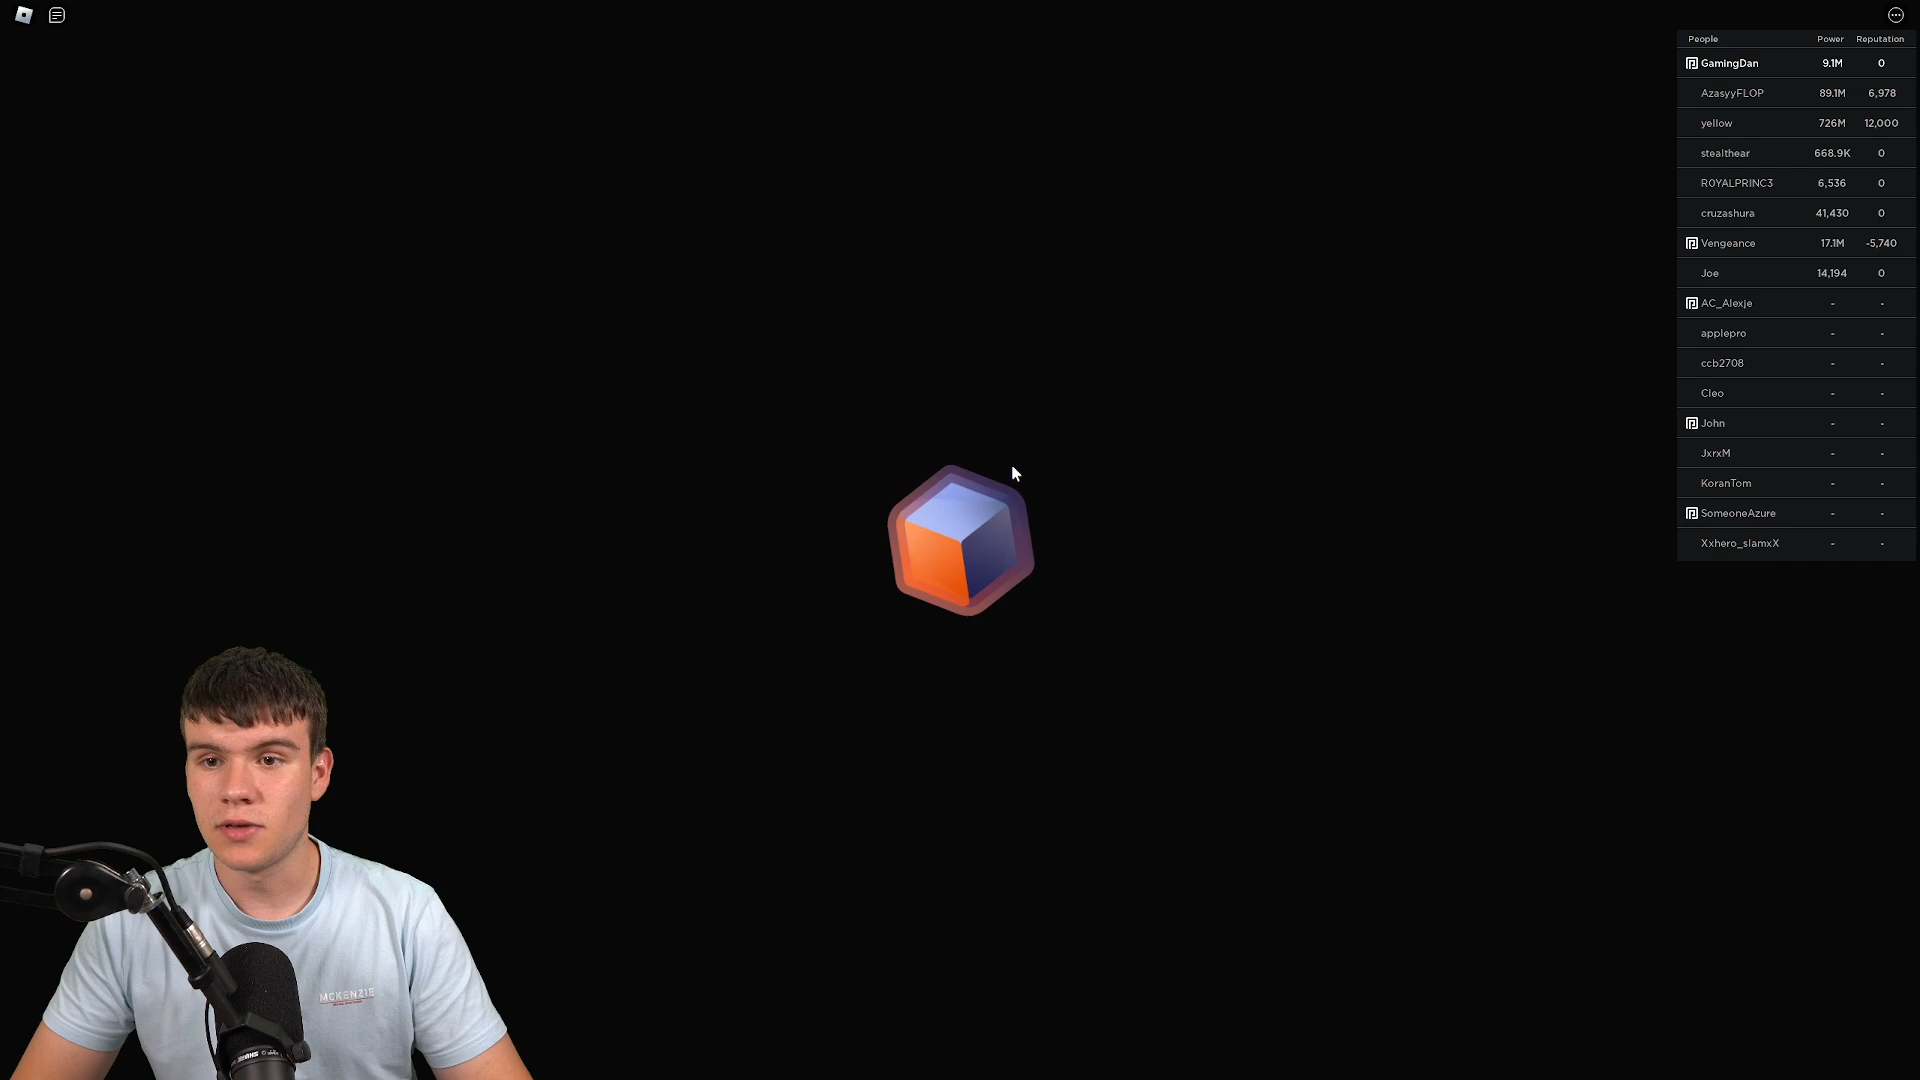 People Power Reputation
GamingDan 9.1M 0
AzasyyFLOP 89.1M 6,978
yellow 726M 12,000
stealthear 668.9K 0
R0YALPRINC3 6,536 0
cruzashura 41,430 0
Vengeance 17.1M -5,740
Joe 14,194 0
AC_Alexje - -
applepro - -
ccb2708 - -
Cleo - -
John - -
JxrxM - -
KoranTom - -
SomeoneAzure - -
Xxhero_slamxX - -
MCKENZIE